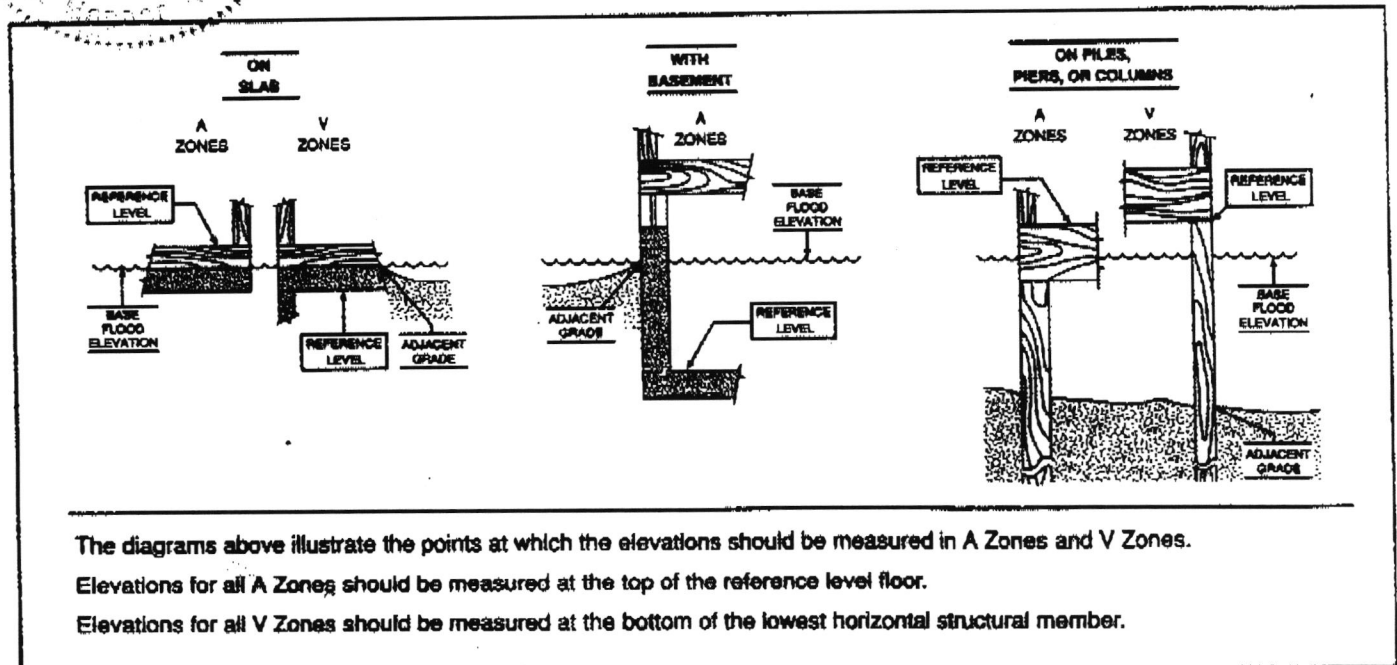 ON
SLAB
A
ZONES
V
ZONES
REFERENCE
LEVEL
BASE
FLOOD
ELEVATION
REFERENCE
LEVEL
ADJACENT
GRADE
WITH
BASEMENT
A
ZONES
BASE
FLOOD
ELEVATION
ADJACENT
GRADE
REFERENCE
LEVEL
ON PILES,
PIERS, OR COLUMNS
A
ZONES
V
ZONES
REFERENCE
LEVEL
REFERENCE
LEVEL
BASE
FLOOD
ELEVATION
ADJACENT
GRADE
The diagrams above illustrate the points at which the elevations should be measured in A Zones and V Zones.
Elevations for all A Zones should be measured at the top of the reference level floor.
Elevations for all V Zones should be measured at the bottom of the lowest horizontal structural member.